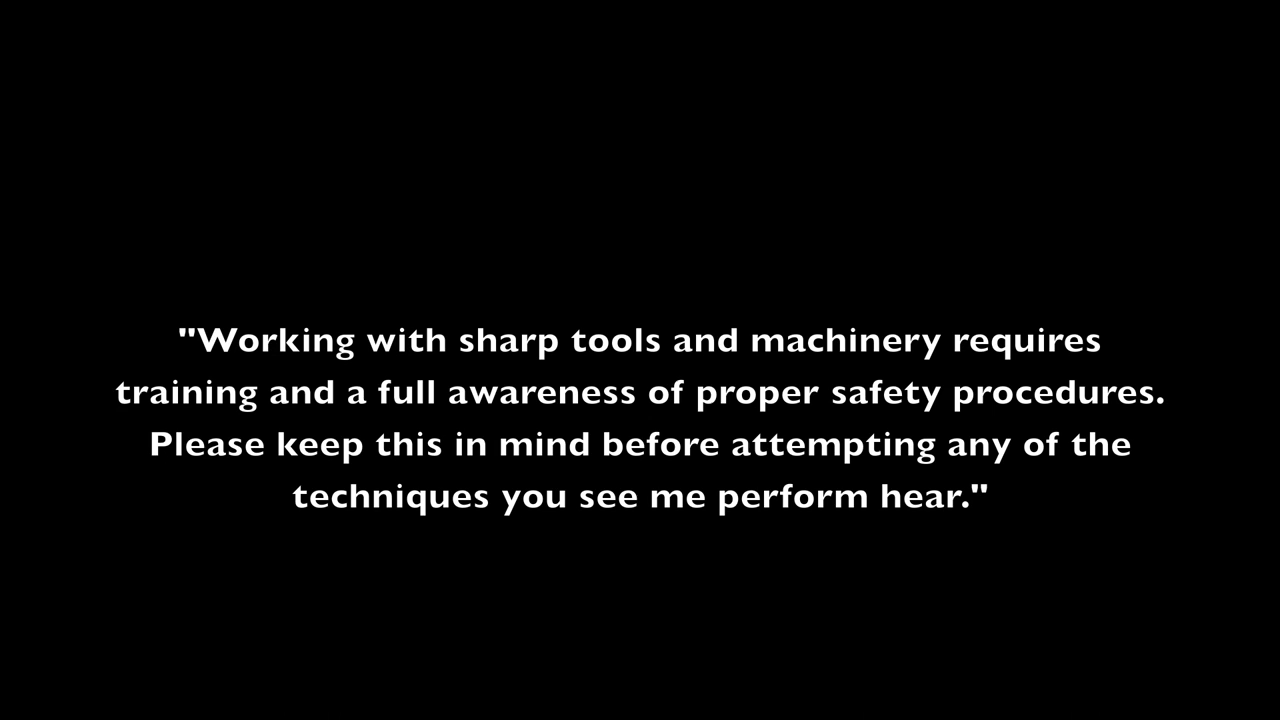 "Working with sharp tools and machinery requires
training and a full awareness of proper safety procedures.
Please keep this in mind before attempting any of the
techniques you see me perform hear."